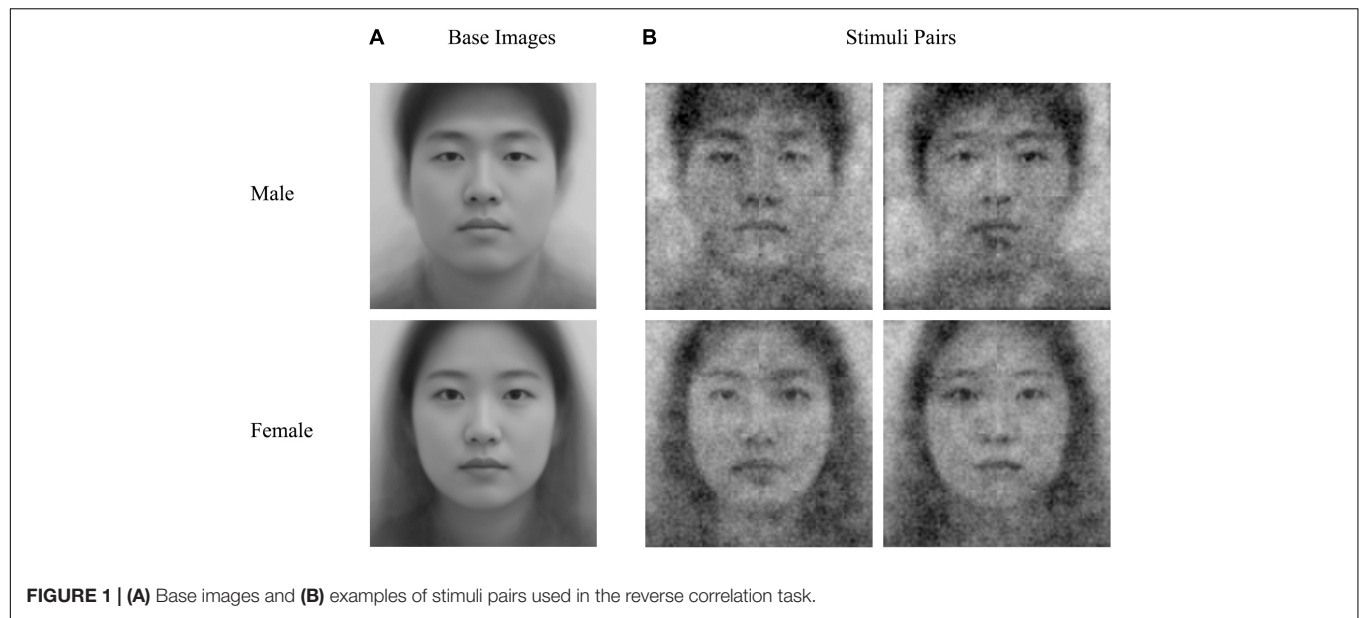 A Base Images B Stimuli Pairs
Male
Female
FIGURE 1 | (A) Base images and (B) examples of stimuli pairs used in the reverse correlation task.